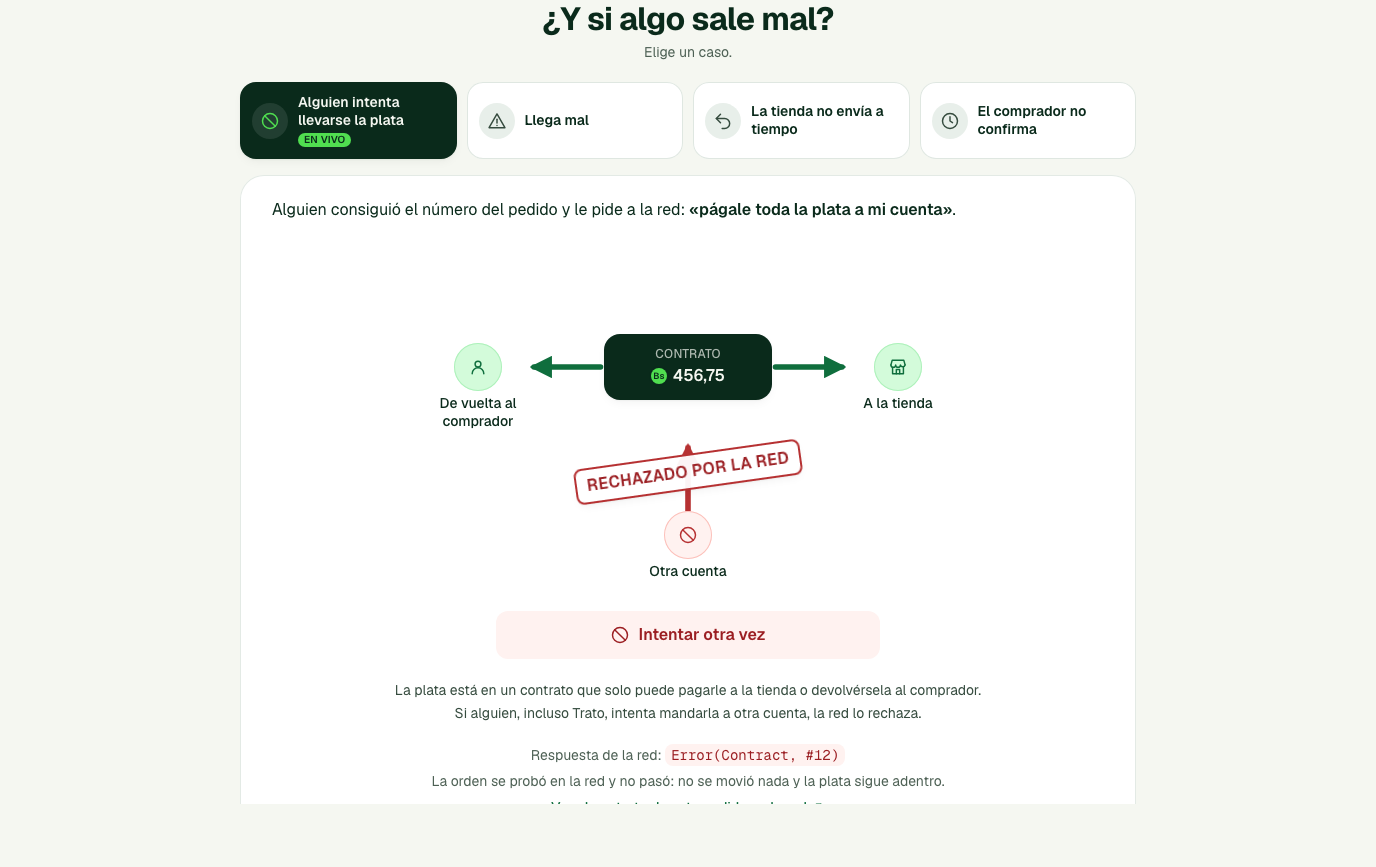 ¿Y si algo sale mal?
Elige un caso.
Alguien intenta
llevarse la plata
EN VIVO
Llega mal
La tienda no envía a
tiempo
El comprador no
confirma
Alguien consiguió el número del pedido y le pide a la red: «págale toda la plata a mi cuenta».
CONTRATO
Bs 456,75
De vuelta al
comprador
A la tienda
RECHAZADO POR LA RED
Otra cuenta
Intentar otra vez
La plata está en un contrato que solo puede pagarle a la tienda o devolvérsela al comprador.
Si alguien, incluso Trato, intenta mandarla a otra cuenta, la red lo rechaza.
Respuesta de la red: Error(Contract, #12)
La orden se probó en la red y no pasó: no se movió nada y la plata sigue adentro.